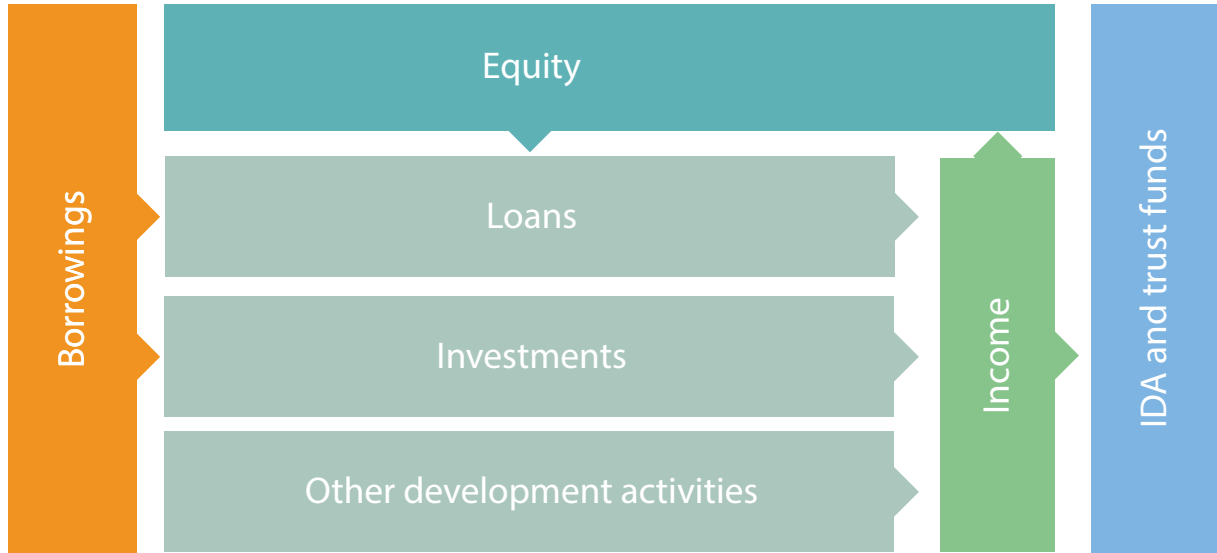 Borrowings
Equity
Loans
Investments
Other development activities
Income
IDA and trust funds